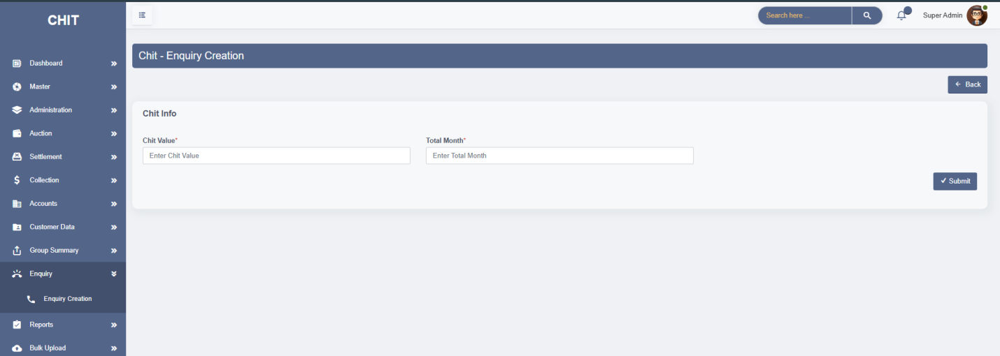 CHIT
Search here ...
Super Admin
Dashboard
Master
Administration
Auction
Settlement
Collection
Accounts
Customer Data
Group Summary
Enquiry
Enquiry Creation
Reports
Bulk Upload
Chit - Enquiry Creation
Back
Chit Info
Chit Value*
Total Month*
Enter Chit Value
Enter Total Month
Submit